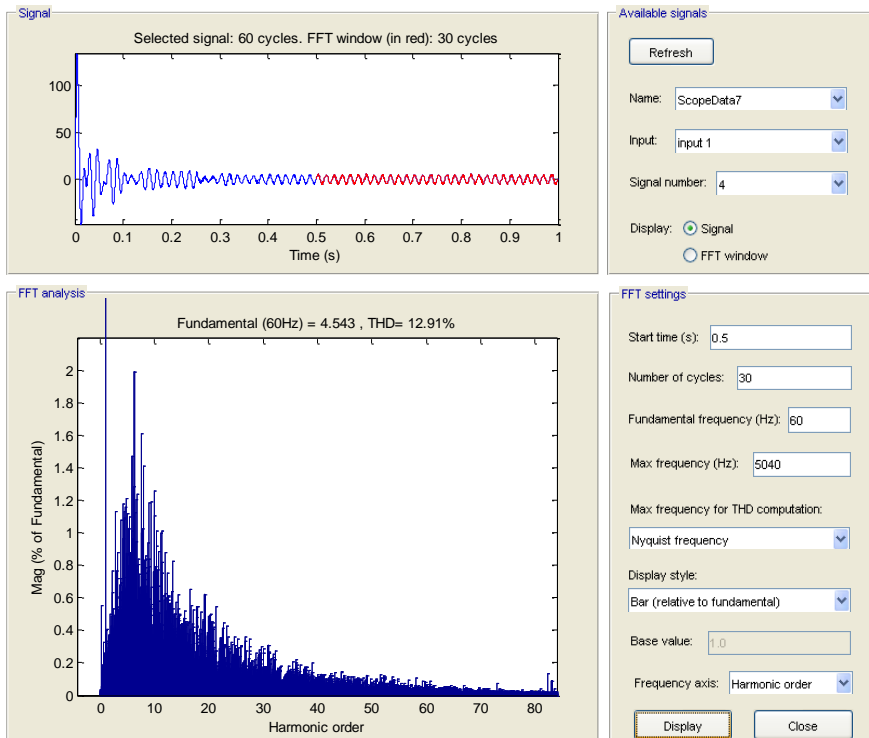 Signal
Selected signal: 60 cycles. FFT window (in red): 30 cycles
100
50
0
0 0.1 0.2 0.3 0.4 0.5 0.6 0.7 0.8 0.9 1
Time (s)
Available signals
Refresh
Name: ScopeData7
Input: input 1
Signal number: 4
Display: Signal
FFT window
FFT analysis
Fundamental (60Hz) = 4.543 , THD= 12.91%
Mag (% of Fundamental)
2
1.8
1.6
1.4
1.2
1
0.8
0.6
0.4
0.2
0
0 10 20 30 40 50 60 70 80
Harmonic order
FFT settings
Start time (s): 0.5
Number of cycles: 30
Fundamental frequency (Hz): 60
Max frequency (Hz): 5040
Max frequency for THD computation:
Nyquist frequency
Display style:
Bar (relative to fundamental)
Base value: 1.0
Frequency axis: Harmonic order
Display Close